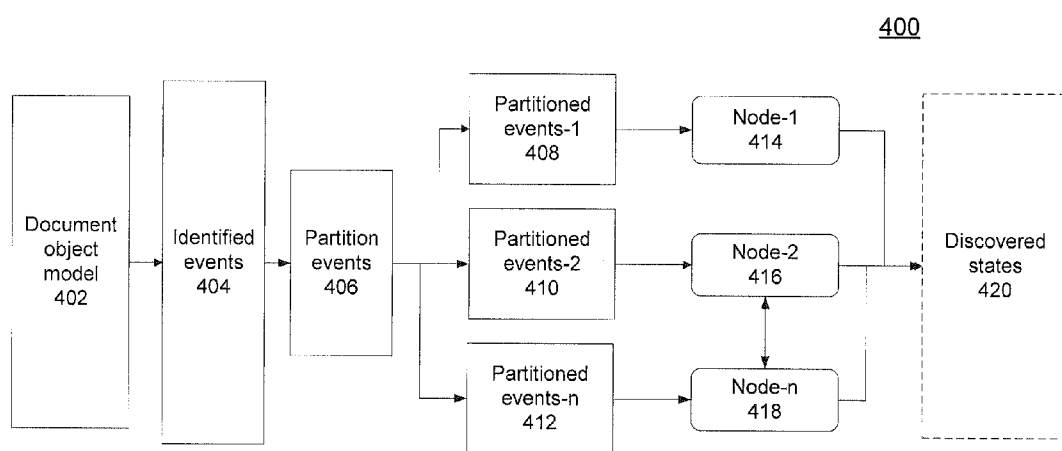 400
Document
object
model
402
Identified
events
404
Partition
events
406
Partitioned
events-1
408
Partitioned
events-2
410
Partitioned
events-n
412
Node-1
414
Node-2
416
Node-n
418
Discovered
states
420